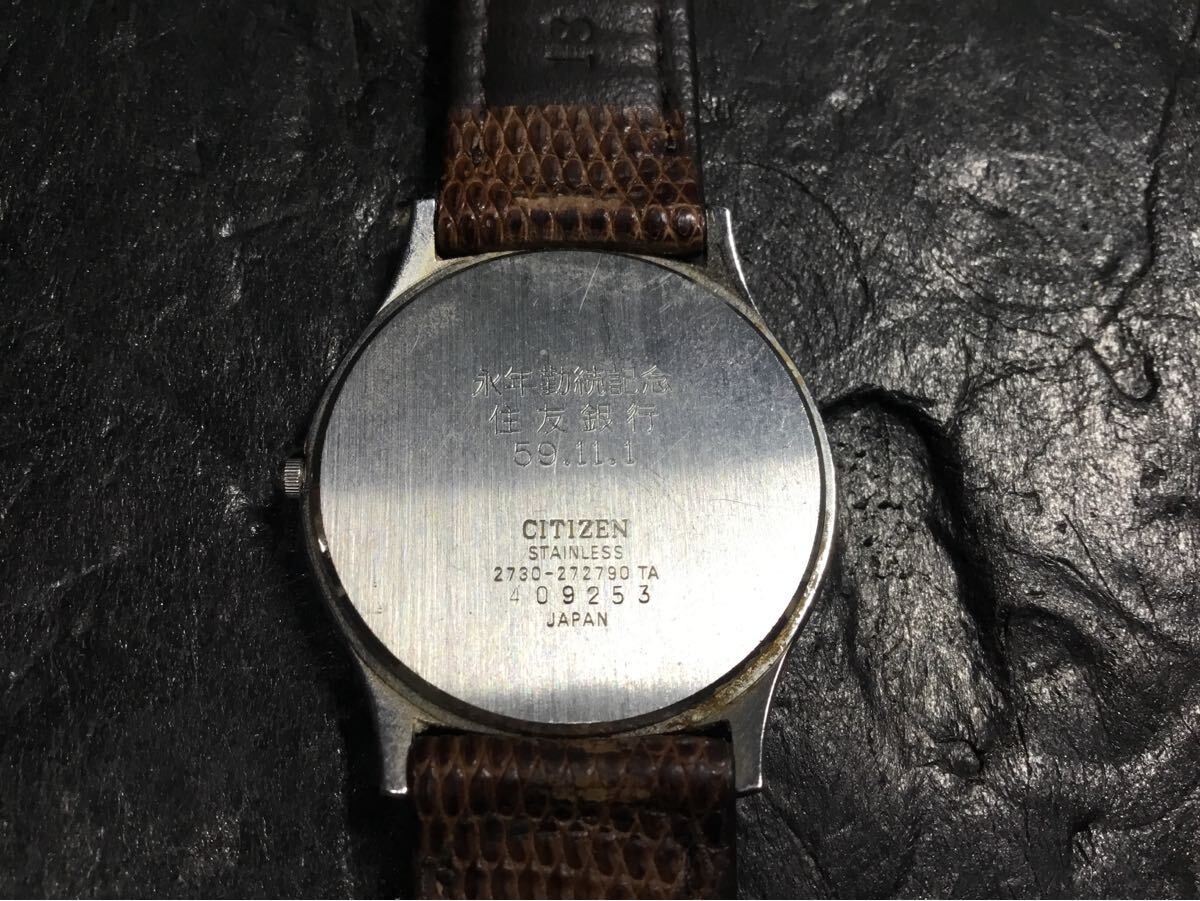 18
永年勤続記念
住友銀行
59.11.1
CITIZEN
STAINLESS
2730-272790 TA
409253
JAPAN